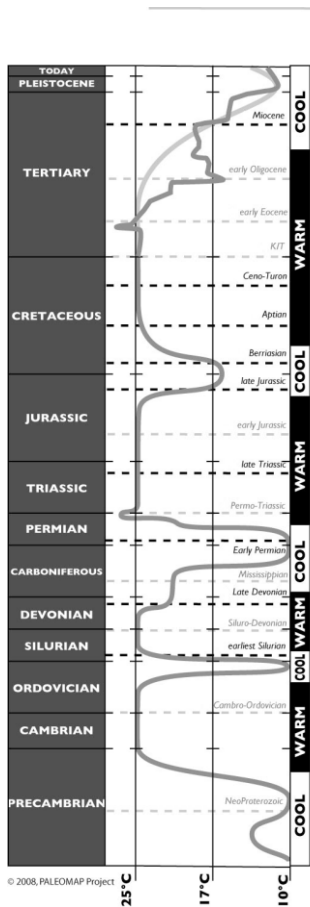 TODAY
PLEISTOCENE
TERTIARY
CRETACEOUS
JURASSIC
TRIASSIC
PERMIAN
CARBONIFEROUS
DEVONIAN
SILURIAN
ORDOVICIAN
CAMBRIAN
PRECAMBRIAN
Miocene
early Oligocene
early Eocene
K/T
Ceno-Turon
Aptian
Berriasian
late Jurassic
early Jurassic
late Triassic
Permo-Triassic
Early Permian
Mississippian
Late Devonian
Siluro-Devonian
earliest Silurian
Cambro-Ordovician
NeoPraterozoic
COOL
WARM
COOL
WARM
COOL
WARM
COOL
WARM
COOL
© 2008, PALEOMAP Project
25°C
17°C
10°C